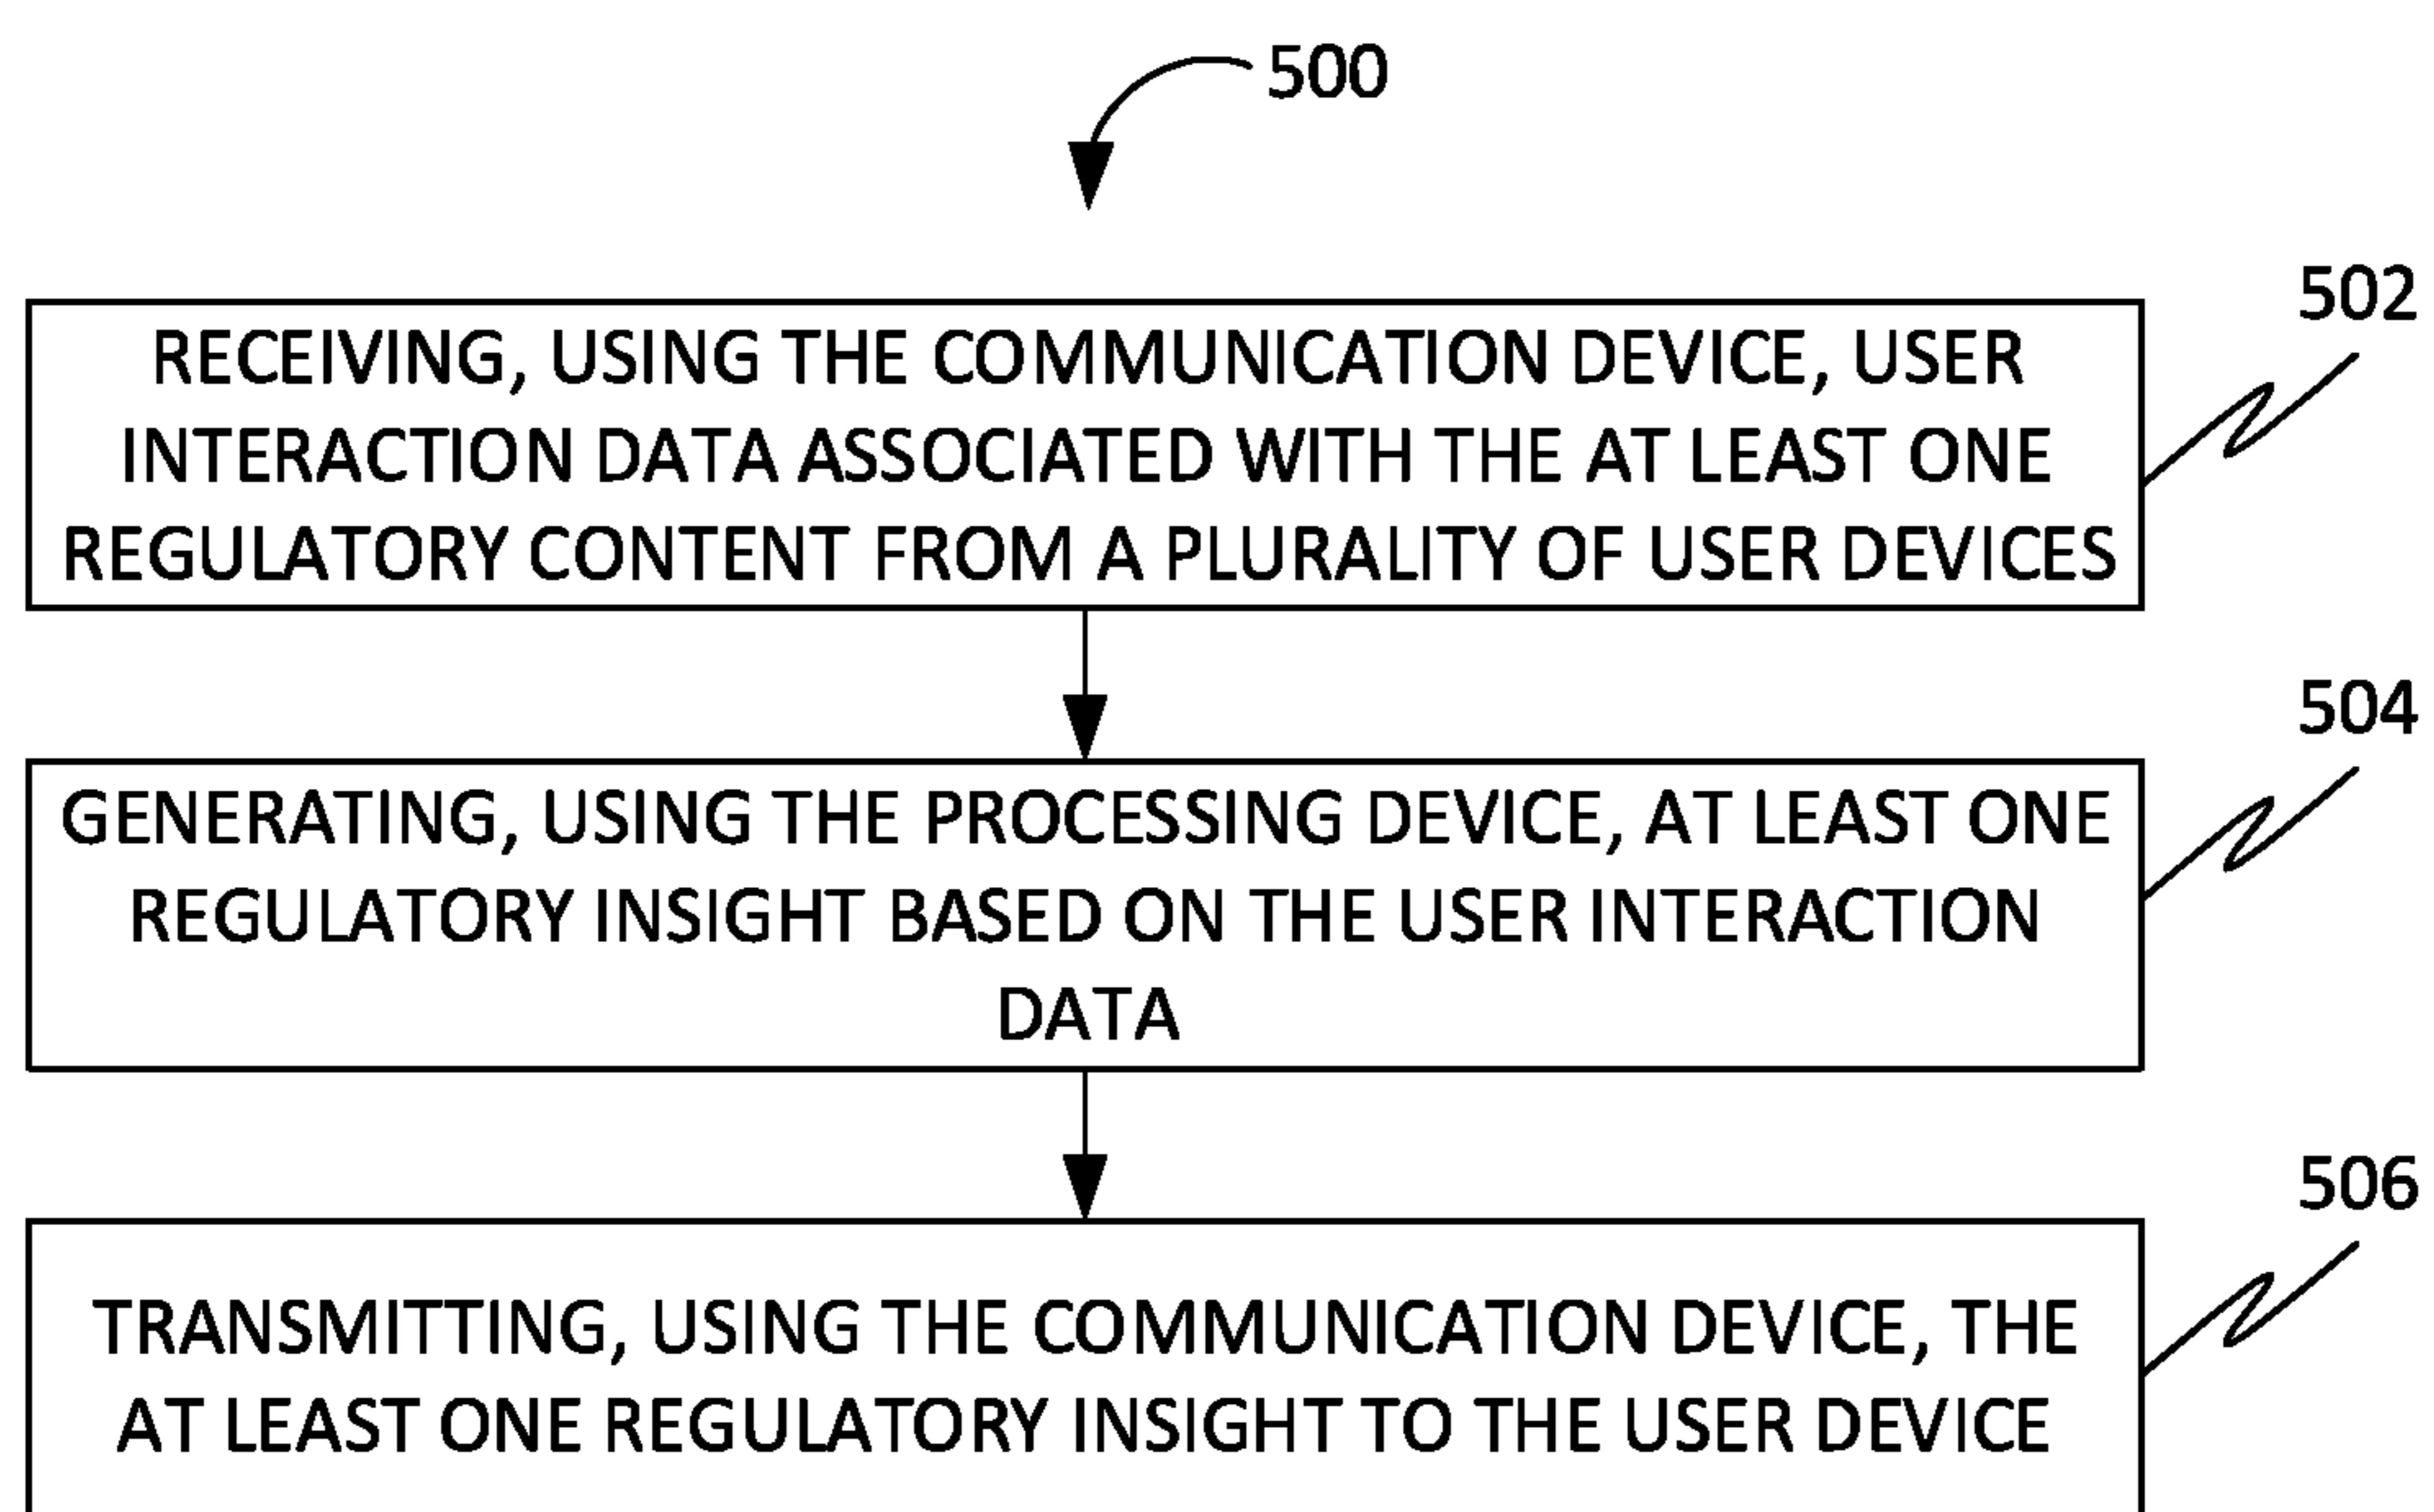 500
502
RECEIVING, USING THE COMMUNICATION DEVICE, USER
INTERACTION DATA ASSOCIATED WITH THE AT LEAST ONE
REGULATORY CONTENT FROM A PLURALITY OF USER DEVICES
504
GENERATING, USING THE PROCESSING DEVICE, AT LEAST ONE
REGULATORY INSIGHT BASED ON THE USER INTERACTION
DATA
506
TRANSMITTING, USING THE COMMUNICATION DEVICE, THE
AT LEAST ONE REGULATORY INSIGHT TO THE USER DEVICE